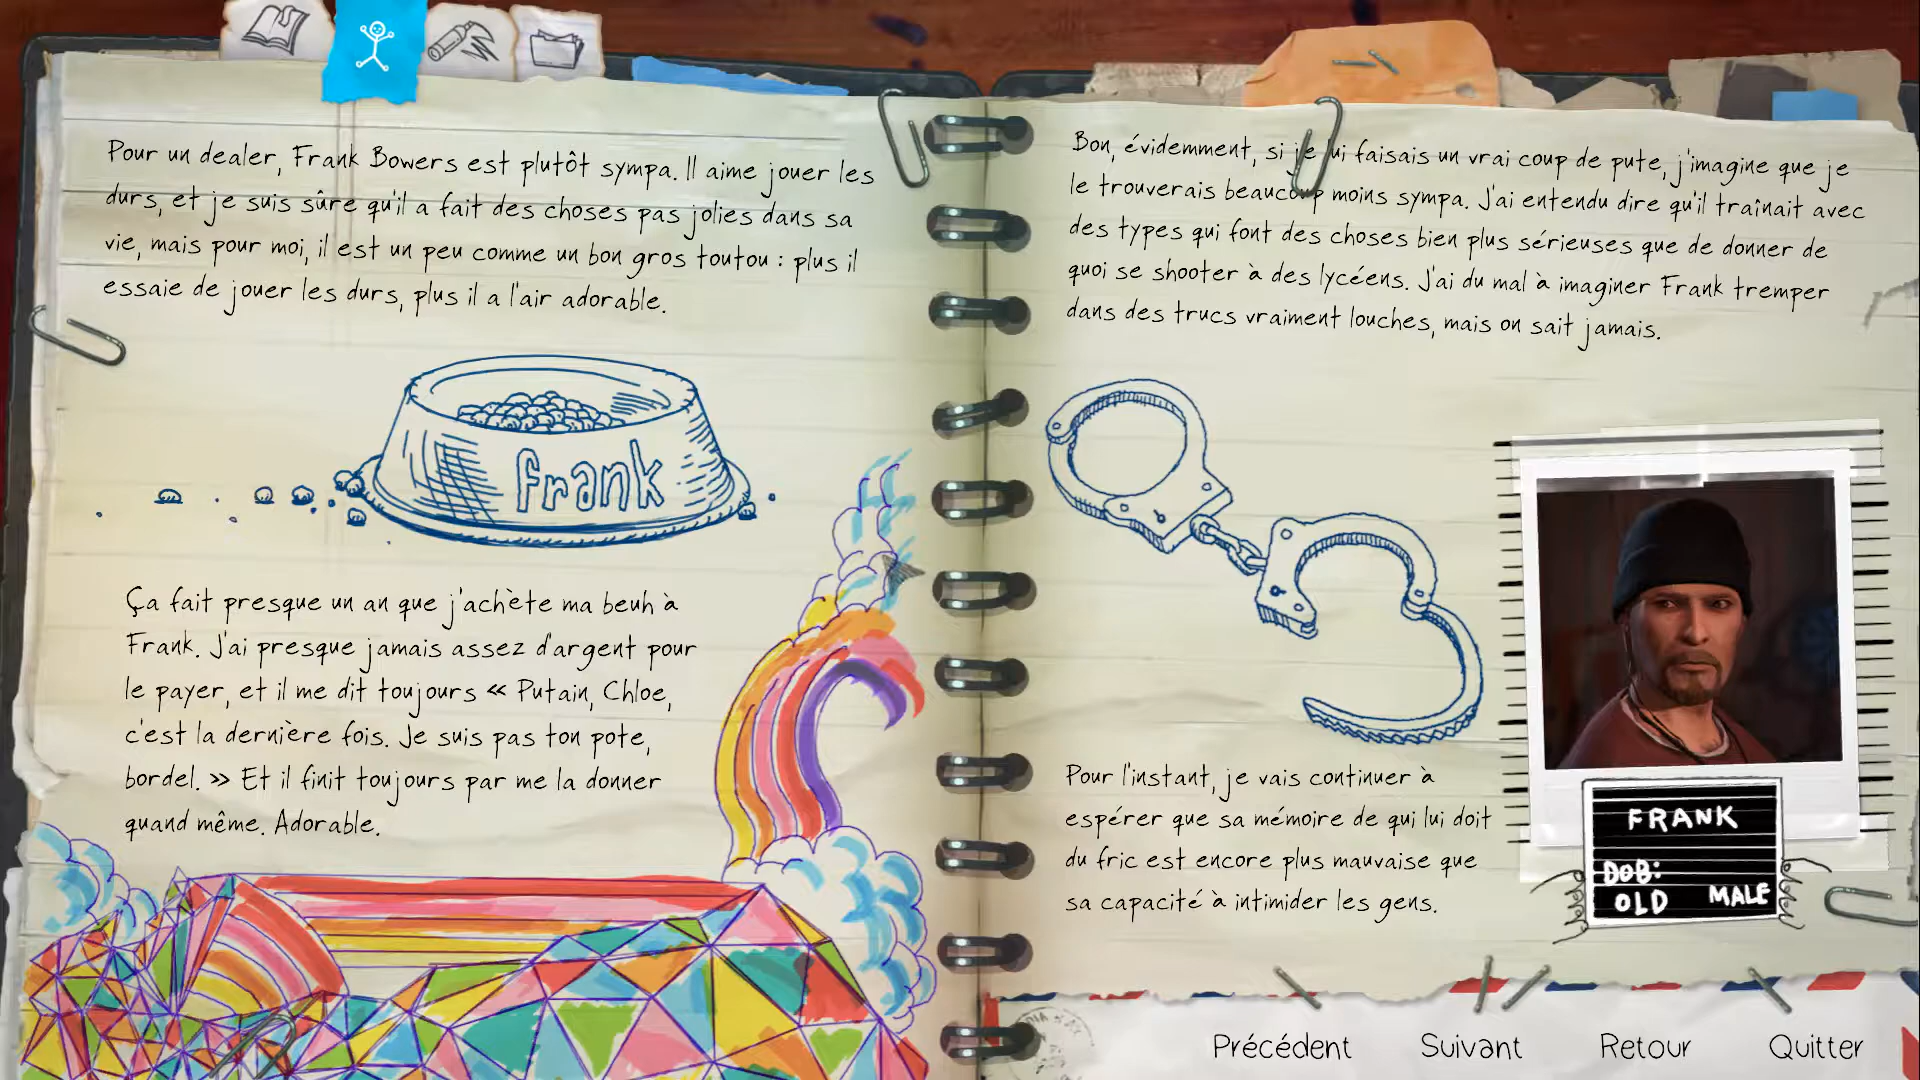 Pour un dealer, Frank Bowers est plutôt sympa. Il aime jouer les
durs, et je suis sûre qu'il a fait des choses pas jolies dans sa
vie, mais pour moi, il est un peu comme un bon gros toutou : plus il
essaie de jouer les durs, plus il a l'air adorable.
frank
Ça fait presque un an que j'achète ma beuh à
Frank. J'ai presque jamais assez d'argent pour
le payer, et il me dit toujours « Putain, Chloe,
c'est la dernière fois. Je suis pas ton pote,
bordel. » Et il finit toujours par me la donner
quand même. Adorable.
Bon, évidemment, si je lui faisais un vrai coup de pute, j'imagine que je
le trouverais beaucoup moins sympa. J'ai entendu dire qu'il traînait avec
des types qui font des choses bien plus sérieuses que de donner de
quoi se shooter à des lycéens. J'ai du mal à imaginer Frank tremper
dans des trucs vraiment louches, mais on sait jamais.
Pour l'instant, je vais continuer à
espérer que sa mémoire de qui lui doit
du fric est encore plus mauvaise que
sa capacité à intimider les gens.
FRANK
DOB:
OLD MALE
Précédent Suivant Retour Quitter